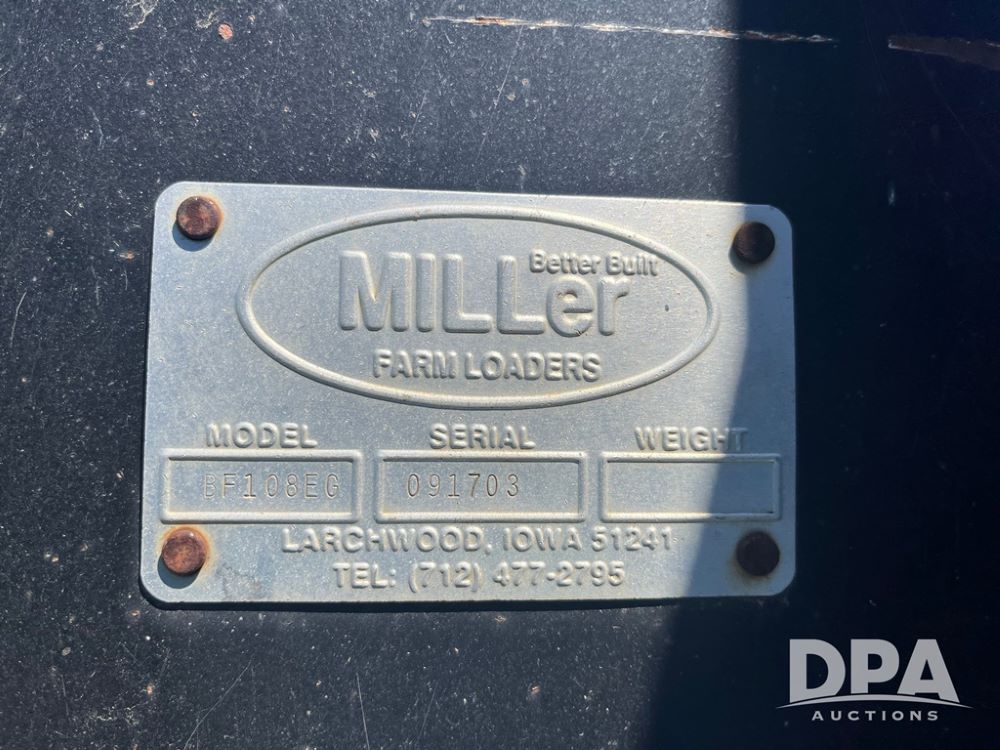 Better Built
MILLer
FARM LOADERS
MODEL SERIAL WEIGHT
BF108EG 091703
LARCHWOOD, IOWA 51241
TEL: (712) 477-2795
DPA
AUCTIONS